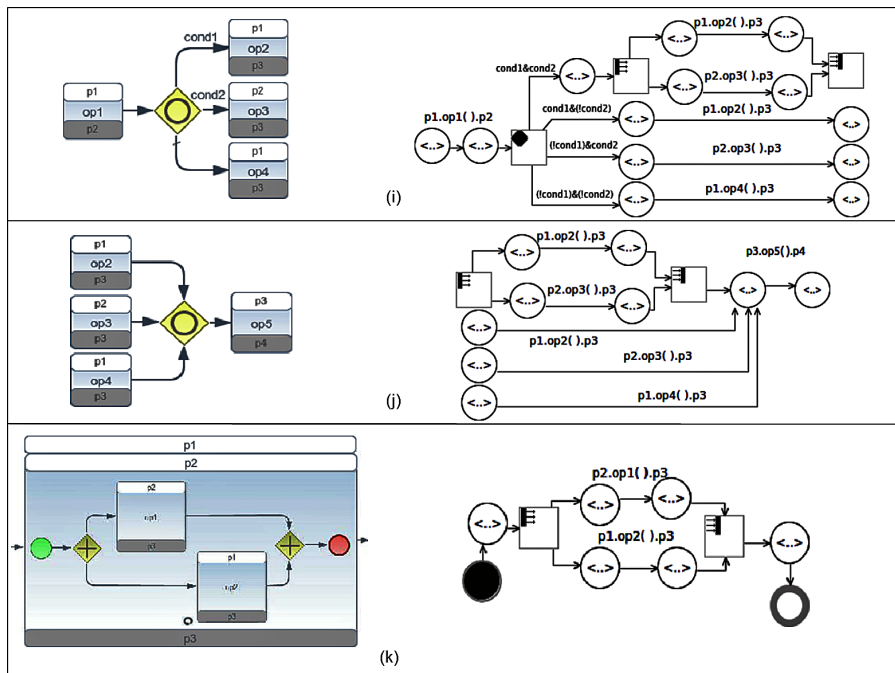 p1
op2
p3
cond1
cond2
p1
op1
p2
p2
op3
p3
p1
op4
p3
(i)
p1.op1( ).p2
cond1&cond2
p1.op2( ).p3
p2.op3( ).p3
cond1&(!cond2)
p1.op2( ).p3
(!cond1)&cond2
p2.op3( ).p3
(!cond1)&(!cond2)
p1.op4( ).p3
<..>
<..>
<..>
<..>
<..>
<..>
<..>
<..>
<..>
<..>
<..>
<..>
<..>
p1
op2
p3
p2
op3
p3
p1
op4
p3
p3
op5
p4
(j)
p1.op2( ).p3
p2.op3( ).p3
p3.op5().p4
p1.op2( ).p3
p2.op3( ).p3
p1.op4( ).p3
<..>
<..>
<..>
<..>
<..>
<..>
<..>
<..>
<..>
p1
p2
p2
op1
p3
p1
op2
p3
p3
(k)
p2.op1( ).p3
p1.op2( ).p3
<..>
<..>
<..>
<..>
<..>
<..>